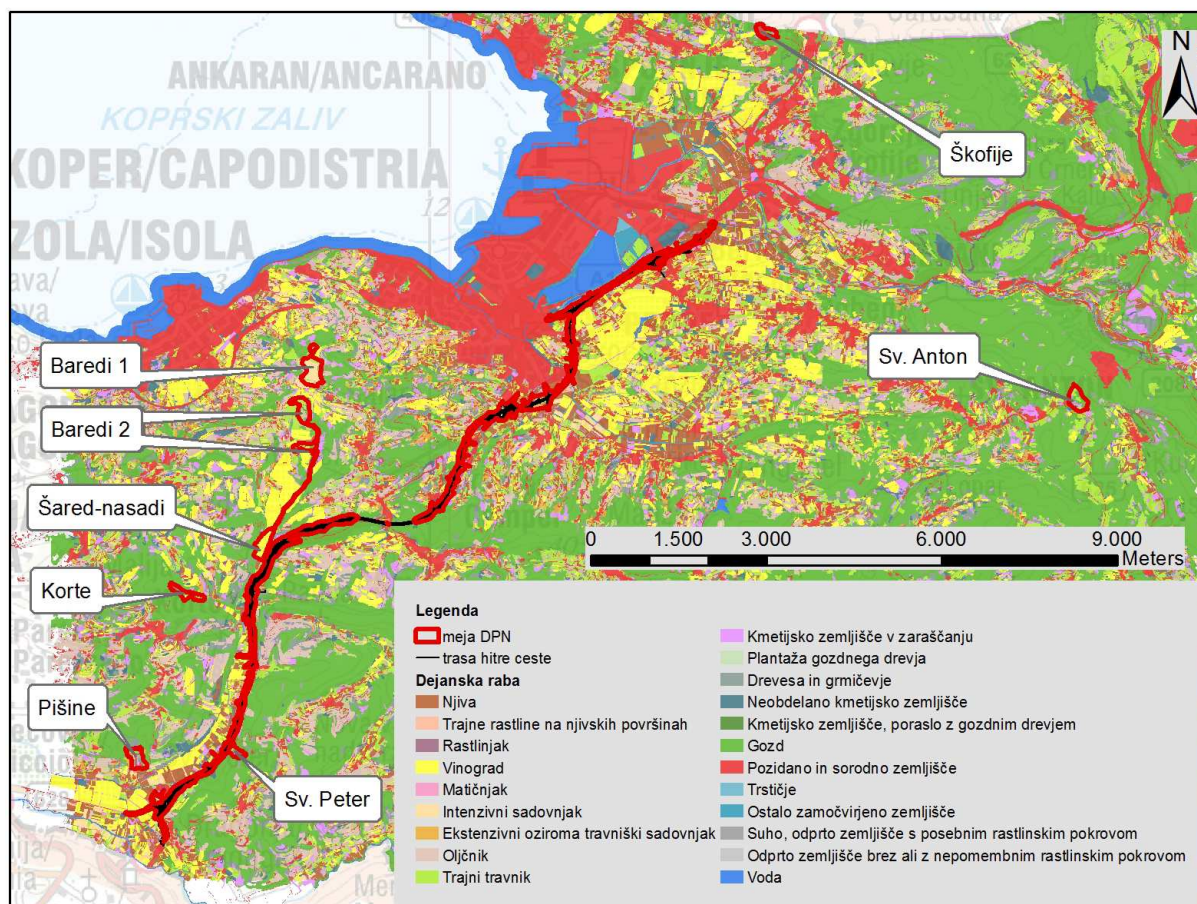 N
ANKARAN/ANCARANO
KOPRSKI ZALIV
KOPER/CAPODISTRIA
12
ZOLA/ISOLA
Škofije
Sv. Anton
Baredi 1
Baredi 2
Šared-nasadi
Korte
Pišine
Sv. Peter
0 1.500 3.000 6.000 9.000
Meters
Legenda
meja DPN
trasa hitre ceste
Dejanska raba
Njiva
Trajne rastline na njivskih površinah
Rastlinjak
Vinograd
Matičnjak
Intenzivni sadovnjak
Ekstenzivni oziroma travniški sadovnjak
Oljčnik
Trajni travnik
Kmetijsko zemljišče v zaraščanju
Plantaža gozdnega drevja
Drevesa in grmičevje
Neobdelano kmetijsko zemljišče
Kmetijsko zemljišče, poraslo z gozdnim drevjem
Gozd
Pozidano in sorodno zemljišče
Trstičje
Ostalo zamočvirjeno zemljišče
Suho, odprto zemljišče s posebnim rastlinskim pokrovom
Odprto zemljišče brez ali z nepomembnim rastlinskim pokrovom
Voda